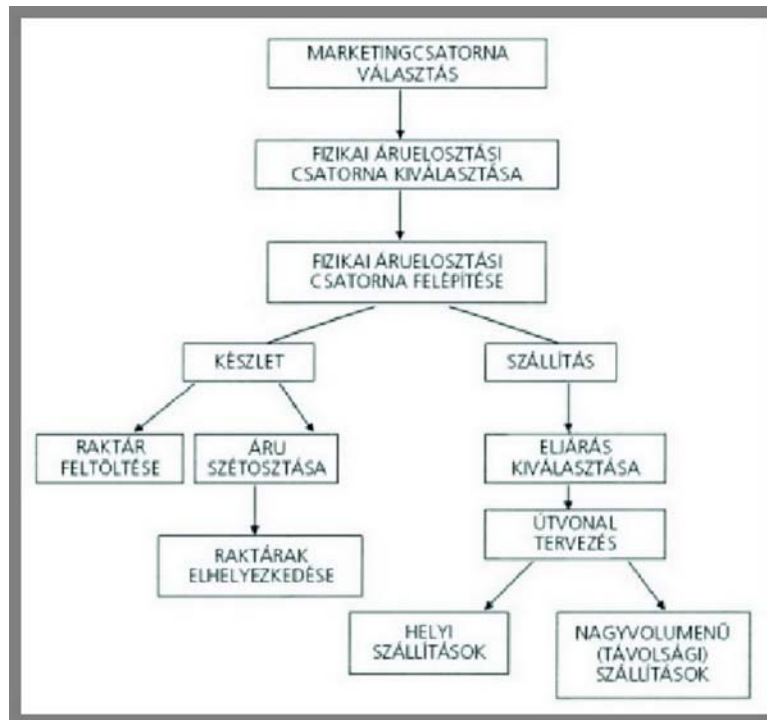 MARKETINGCSATORNA
VÁLASZTÁS
FIZIKAI ÁRUELOSZTÁSI
CSATORNA KIVÁLASZTÁSA
FIZIKAI ÁRUELOSZTÁSI
CSATORNA FELÉPÍTÉSE
KÉSZLET
SZÁLLÍTÁS
RAKTÁR
FELTÖLTÉSE
ÁRU
SZÉTOSZTÁSA
ELJÁRÁS
KIVÁLASZTÁSA
RAKTÁRAK
ELHELYEZKEDÉSE
ÚTVONAL
TERVEZÉS
HELYI
SZÁLLÍTÁSOK
NAGYVOLUMENŰ
(TÁVOLSÁGI)
SZÁLLÍTÁSOK